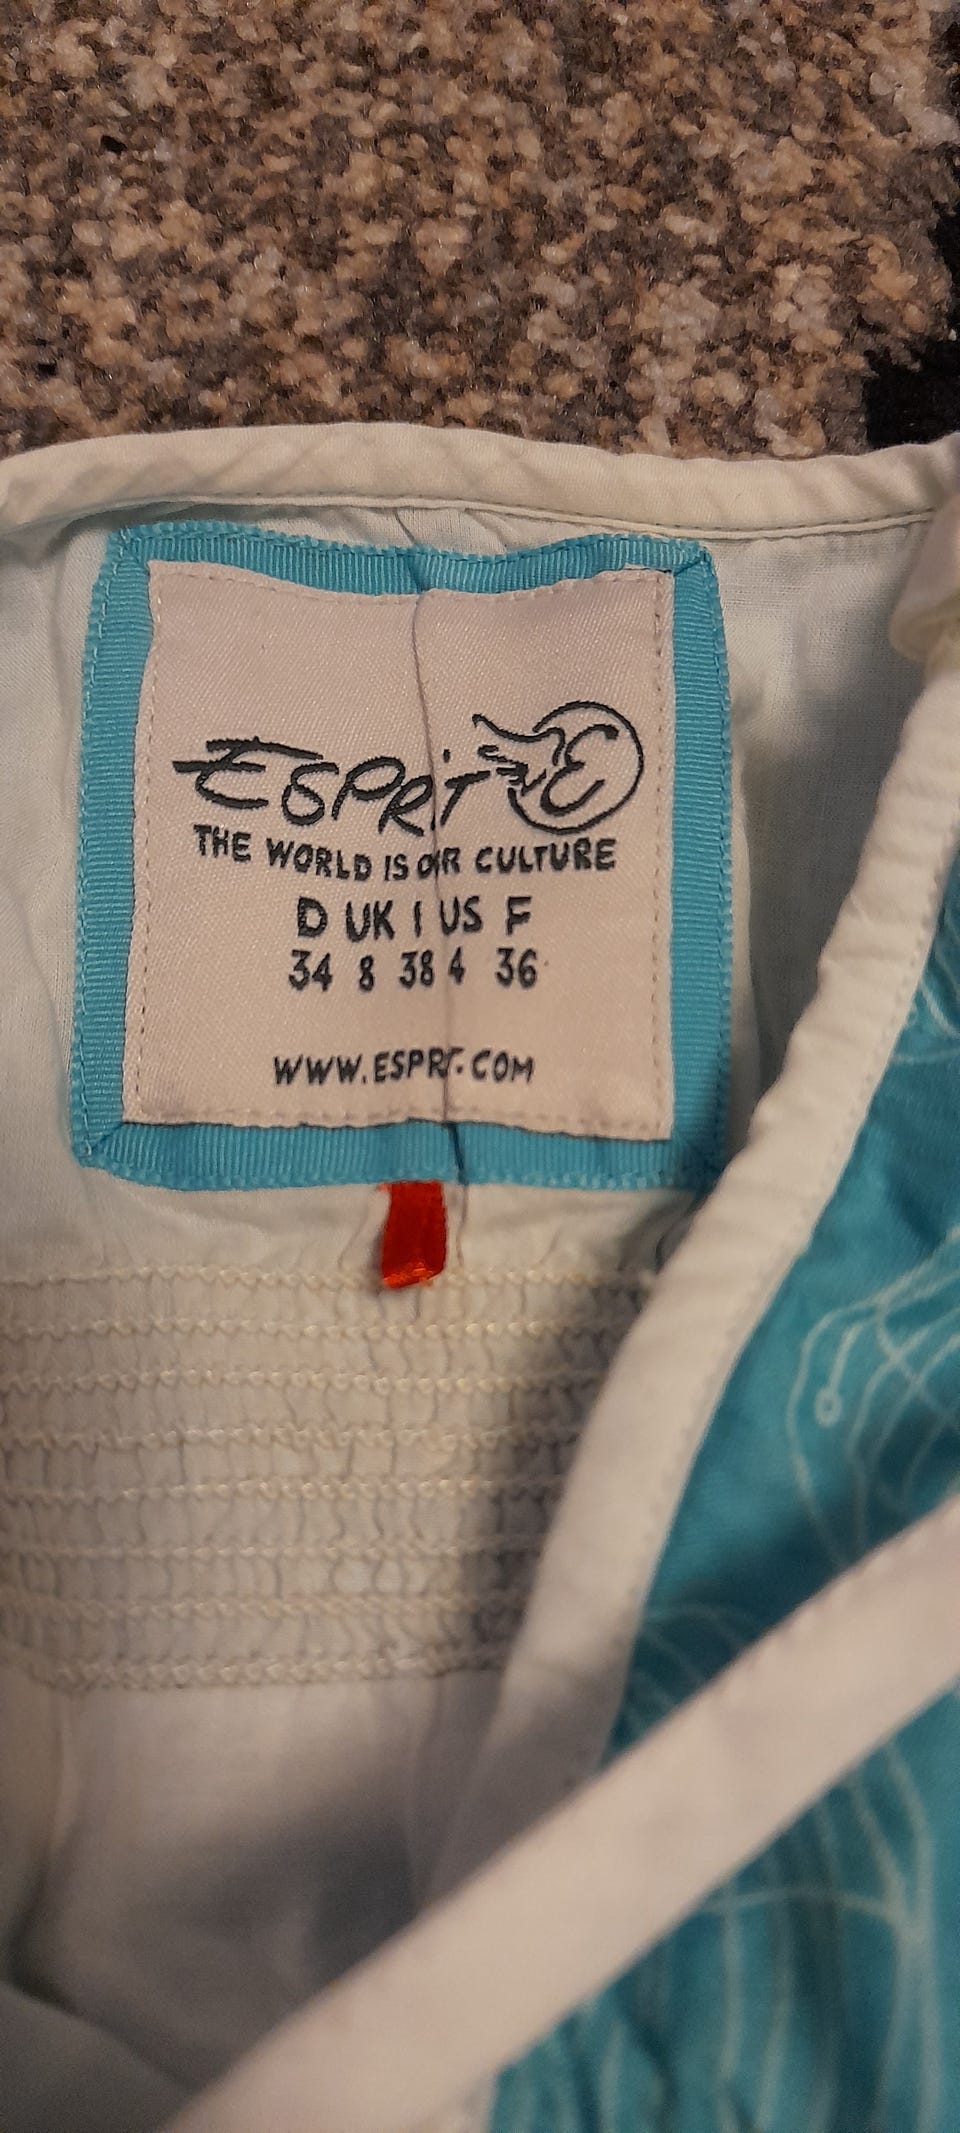 ESPRIT E
THE WORLD IS OUR CULTURE
D UK I US F
34 8 38 4 36
WWW.ESPRIT.COM